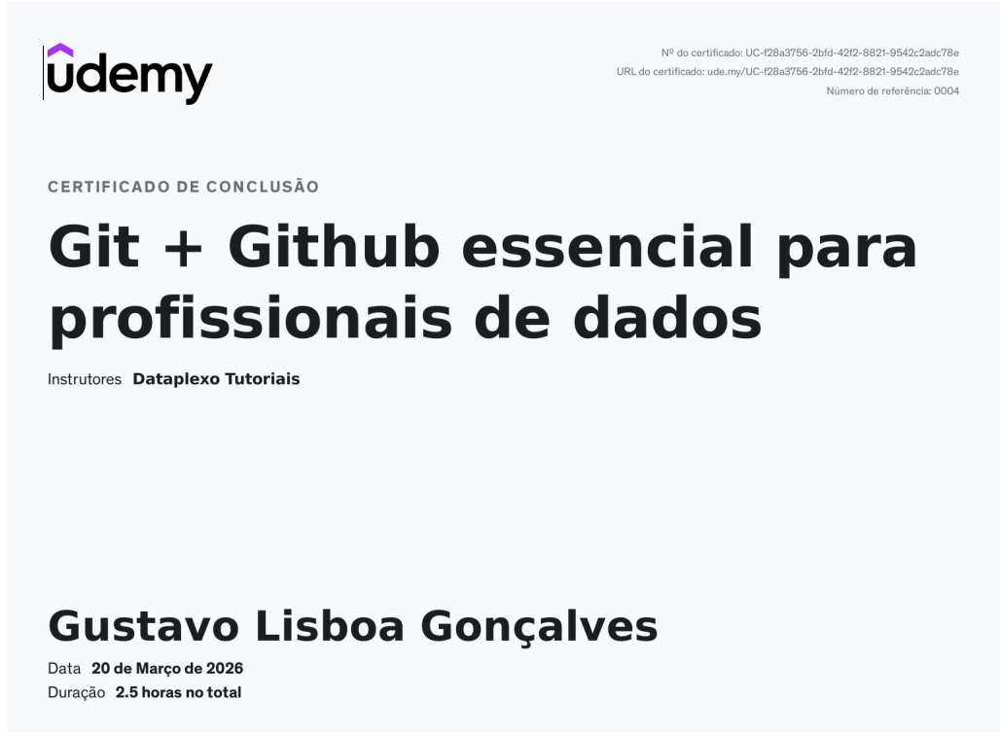 udemy
Nº do certificado: UC-f28a3756-2bfd-42f2-8821-9542c2adc78e
URL do certificado: ude.my/UC-f28a3756-2bfd-42f2-8821-9542c2adc78e
Número de referência: 0004
CERTIFICADO DE CONCLUSÃO
Git + Github essencial para
profissionais de dados
Instrutores Dataplexo Tutoriais
Gustavo Lisboa Gonçalves
Data 20 de Março de 2026
Duração 2.5 horas no total